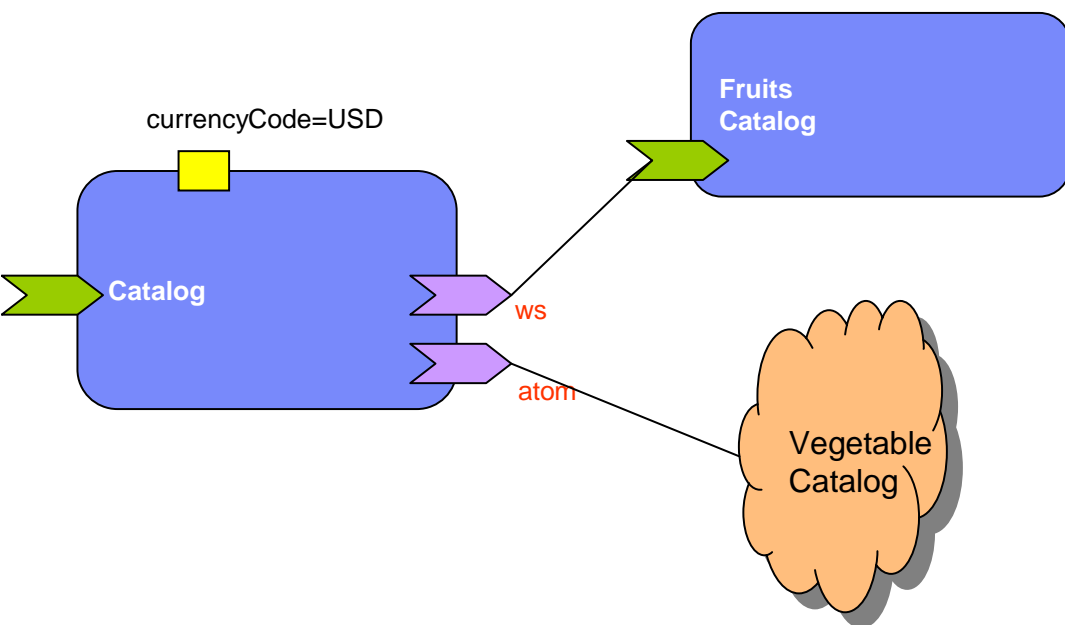 Fruits
Catalog
currencyCode=USD
Catalog
ws
atom
Vegetable
Catalog